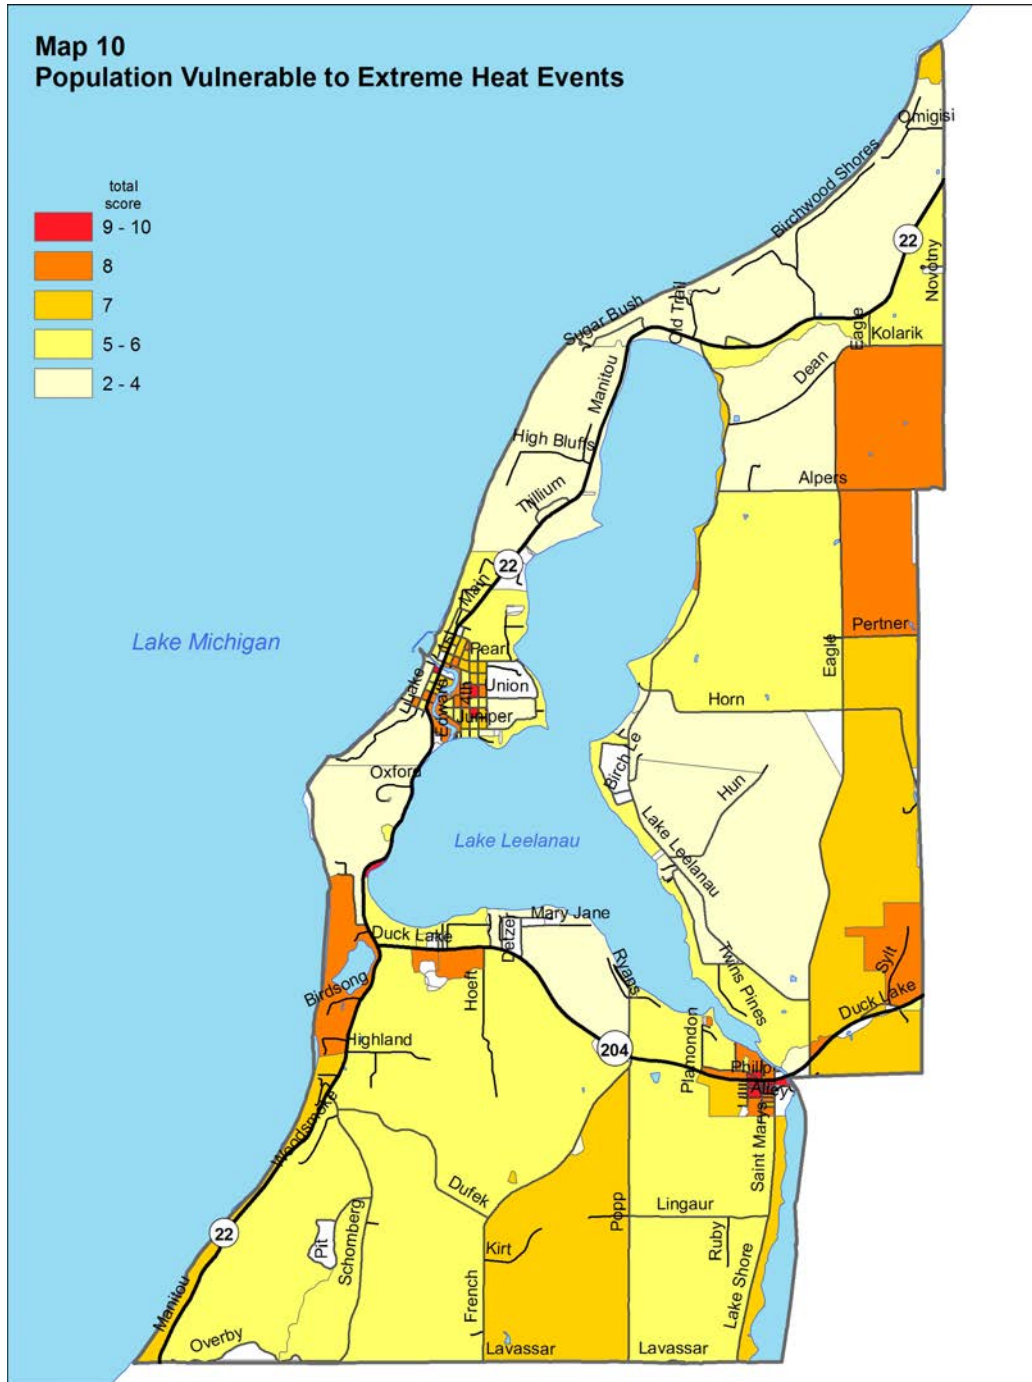 Map 10
Population Vulnerable to Extreme Heat Events
total
score
9 - 10
8
7
5 - 6
2 - 4
Omigisi
Birchwood Shores
22
Novotny
Old Trail
Sugar Bush
Eagle
Kolarik
Dean
Manitou
High Bluffs
Alpers
Trillium
22
Main
Lake Michigan
1st
Pearl
Pertner
Eagle
Lake
Union
4th
Edward
Horn
Juniper
Birch Le
Oxford
Hun
Lake Leelanau
Lake Leelanau
Mary Jane
Duck Lake
Detzer
Ryans
Twins Pines
Sylt
Hoeft
Birdsong
Duck Lake
Plamondon
Highland
204
Philip
Alley
Woodsmoke
Saint Marys
Dufek
Popp
Lingaur
22
Pit
Schomberg
Kirt
Ruby
Lake Shore
French
Manitou
Overby
Lavassar
Lavassar